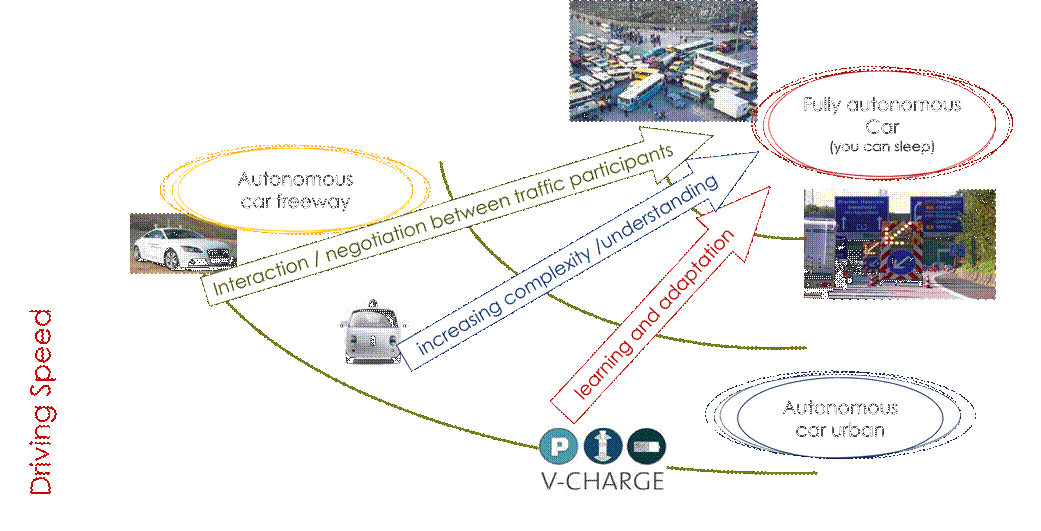 Fully autonomous
Car
(you can sleep)
Autonomous
car freeway
Interaction / negotiation between traffic participants
increasing complexity /understanding
learning and adaptation
Driving Speed
Autonomous
car urban
P
V-CHARGE